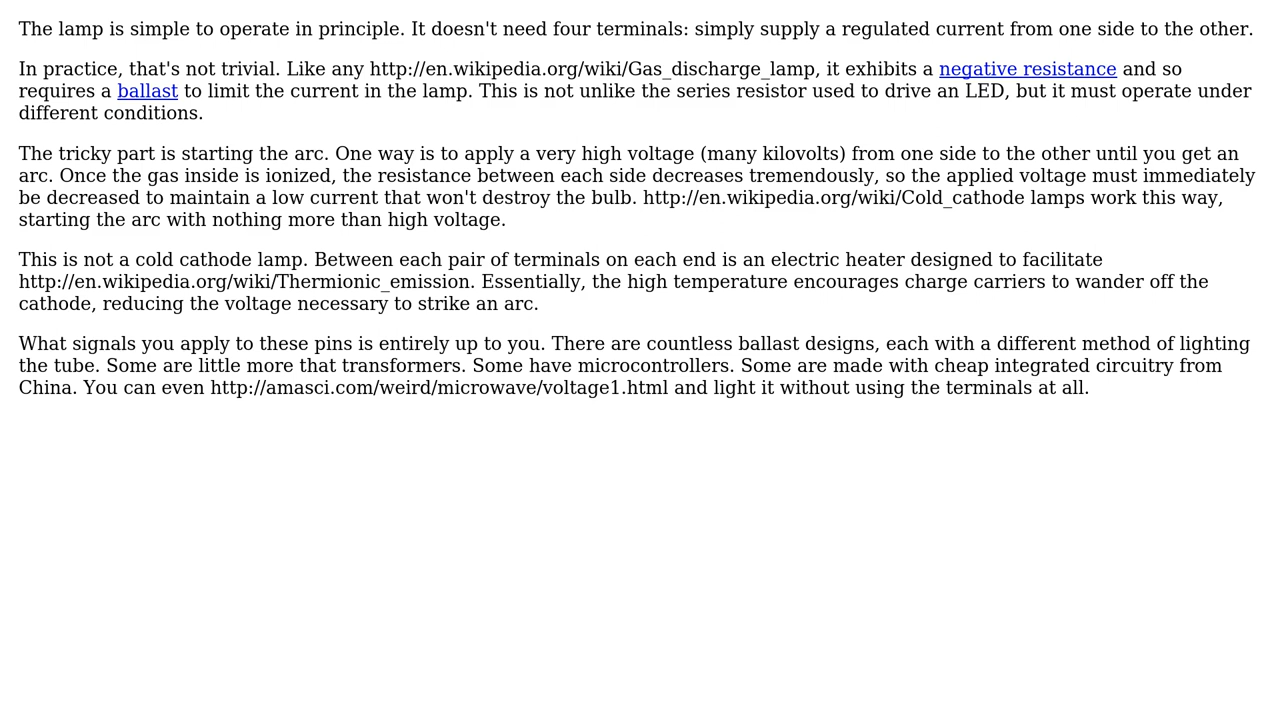 The lamp is simple to operate in principle. It doesn't need four terminals: simply supply a regulated current from one side to the other.
In practice, that's not trivial. Like any http://en.wikipedia.org/wiki/Gas_discharge_lamp, it exhibits a negative resistance and so
requires a ballast to limit the current in the lamp. This is not unlike the series resistor used to drive an LED, but it must operate under
different conditions.
The tricky part is starting the arc. One way is to apply a very high voltage (many kilovolts) from one side to the other until you get an
arc. Once the gas inside is ionized, the resistance between each side decreases tremendously, so the applied voltage must immediately
be decreased to maintain a low current that won't destroy the bulb. http://en.wikipedia.org/wiki/Cold_cathode lamps work this way,
starting the arc with nothing more than high voltage.
This is not a cold cathode lamp. Between each pair of terminals on each end is an electric heater designed to facilitate
http://en.wikipedia.org/wiki/Thermionic_emission. Essentially, the high temperature encourages charge carriers to wander off the
cathode, reducing the voltage necessary to strike an arc.
What signals you apply to these pins is entirely up to you. There are countless ballast designs, each with a different method of lighting
the tube. Some are little more that transformers. Some have microcontrollers. Some are made with cheap integrated circuitry from
China. You can even http://amasci.com/weird/microwave/voltage1.html and light it without using the terminals at all.